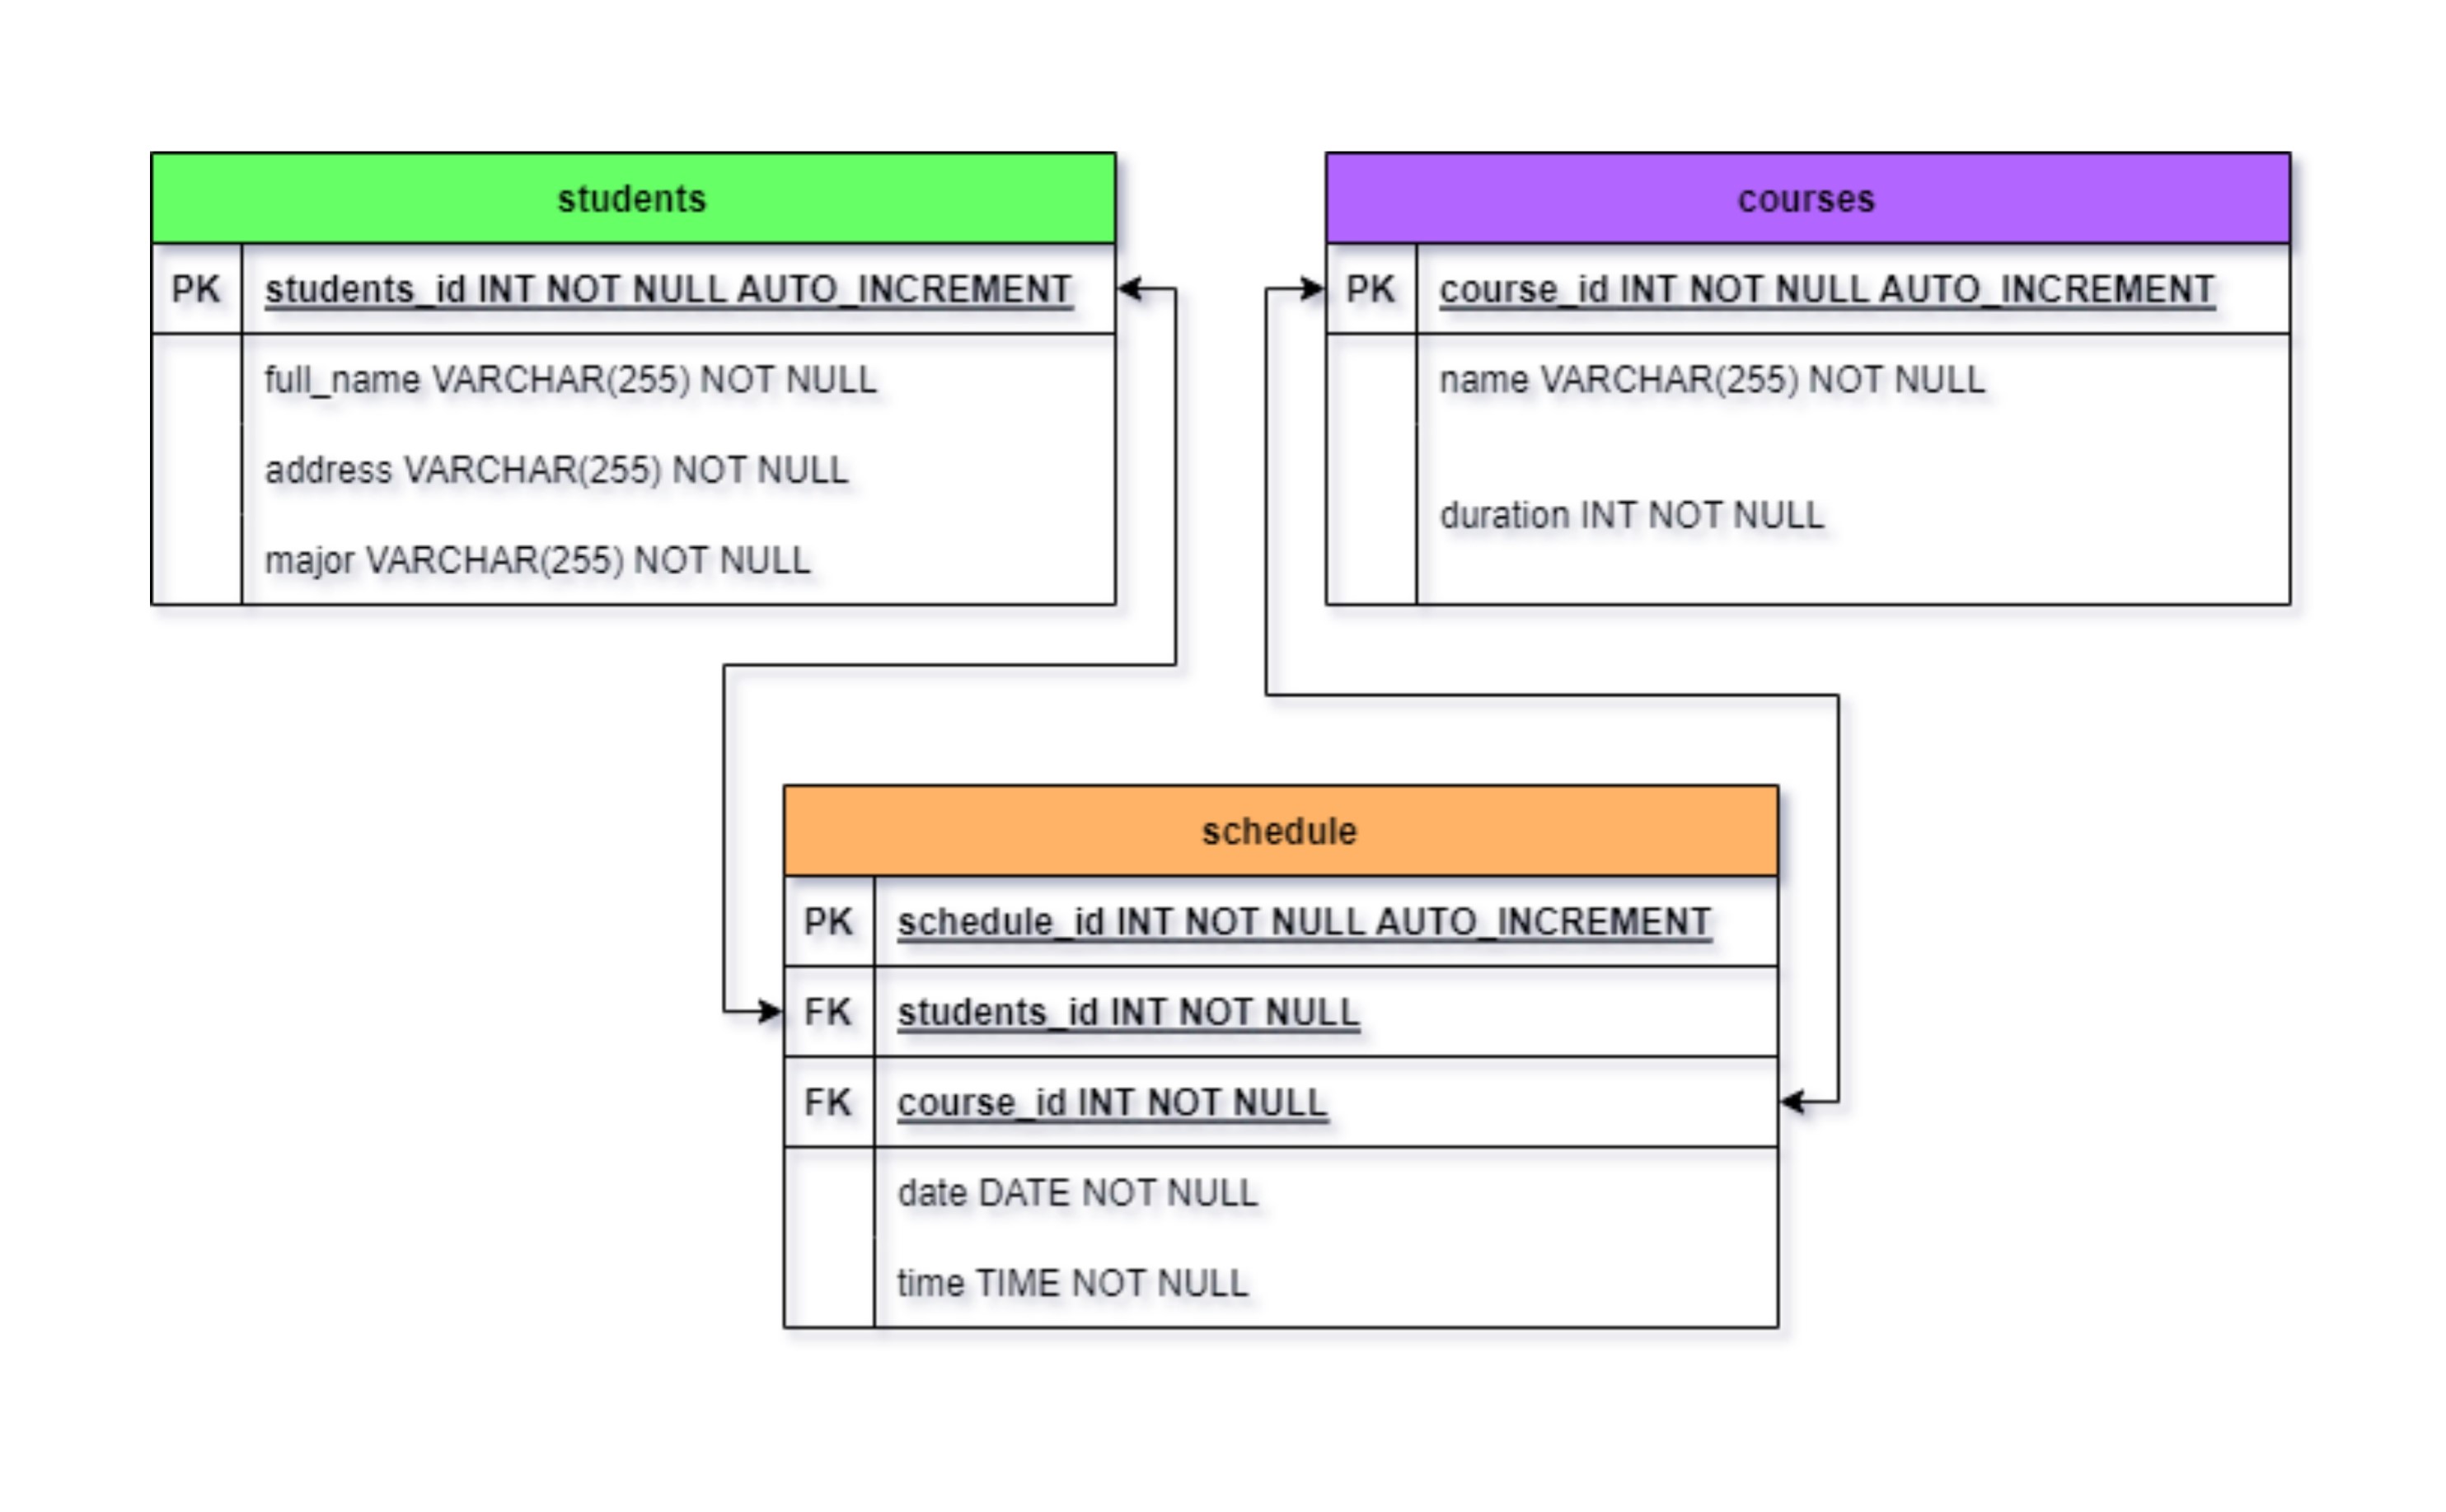 students
PK students_id INT NOT NULL AUTO_INCREMENT
full_name VARCHAR(255) NOT NULL
address VARCHAR(255) NOT NULL
major VARCHAR(255) NOT NULL
courses
PK course_id INT NOT NULL AUTO_INCREMENT
name VARCHAR(255) NOT NULL
duration INT NOT NULL
schedule
PK schedule_id INT NOT NULL AUTO_INCREMENT
FK students_id INT NOT NULL
FK course_id INT NOT NULL
date DATE NOT NULL
time TIME NOT NULL